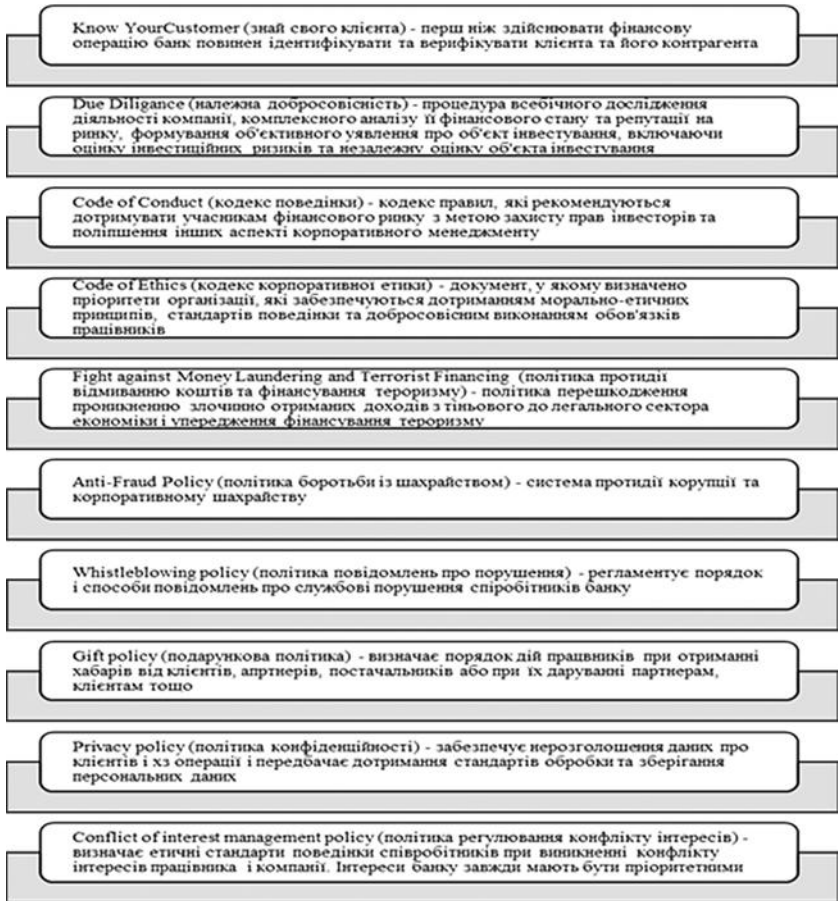 Know YourCustomer (знай свого клієнта) - перш ніж здійснювати фінансову
операцію банк повинен ідентифікувати та верифікувати клієнта та його контрагента
Due Diligance (належна добросовісність) - процедура всебічного дослідження
діяльності компанії, комплексного аналізу її фінансового стану та репутації на
ринку, формування об'єктивного уявлення про об'єкт інвестування, включаючи
оцінку інвестиційних ризиків та незалежну оцінку об'єкта інвестування
Code of Conduct (кодекс поведінки) - кодекс правил, які рекомендуються
дотримувати учасникам фінансового ринку з метою захисту прав інвесторів та
поліпшення інших аспекті корпоративного менеджменту
Code of Ethics (кодекс корпоративної етики) - документ, у якому визначено
пріоритети організації, які забезпечуються дотриманням морально-етичних
принципів, стандартів поведінки та добросовісним виконанням обов'язків
працівників
Fight against Money Laundering and Terrorist Financing (політика протидії
відмиванню коштів та фінансування тероризму) - політика перешкодження
проникненню злочинно отриманих доходів з тіньового до легального сектора
економіки і упередження фінансування тероризму
Anti-Fraud Policy (політика боротьби із шахрайством) - система протидії корупції та
корпоративному шахрайству
Whistleblowing policy (політика повідомлень про порушення) - регламентує порядок
і способи повідомлень про службові порушення спіробітників банку
Gift policy (подарункова політика) - визначає порядок дій працвників при отриманні
хабарів від клієнтів, апртнерів, постачальників або при їх даруванні партнерам,
клієнтам тощо
Privacy policy (політика конфіденційності) - забезпечує нерозголошення даних про
клієнтів і хз операції і передбачає дотримання стандартів обробки та зберігання
персональних даних
Conflict of interest management policy (політика регулювання конфлікту інтересів) -
визначає етичні стандарти поведінки співробітників при виникненні конфлікту
інтересів працівника і компанії. Інтереси банку завжди мають бути пріоритетними